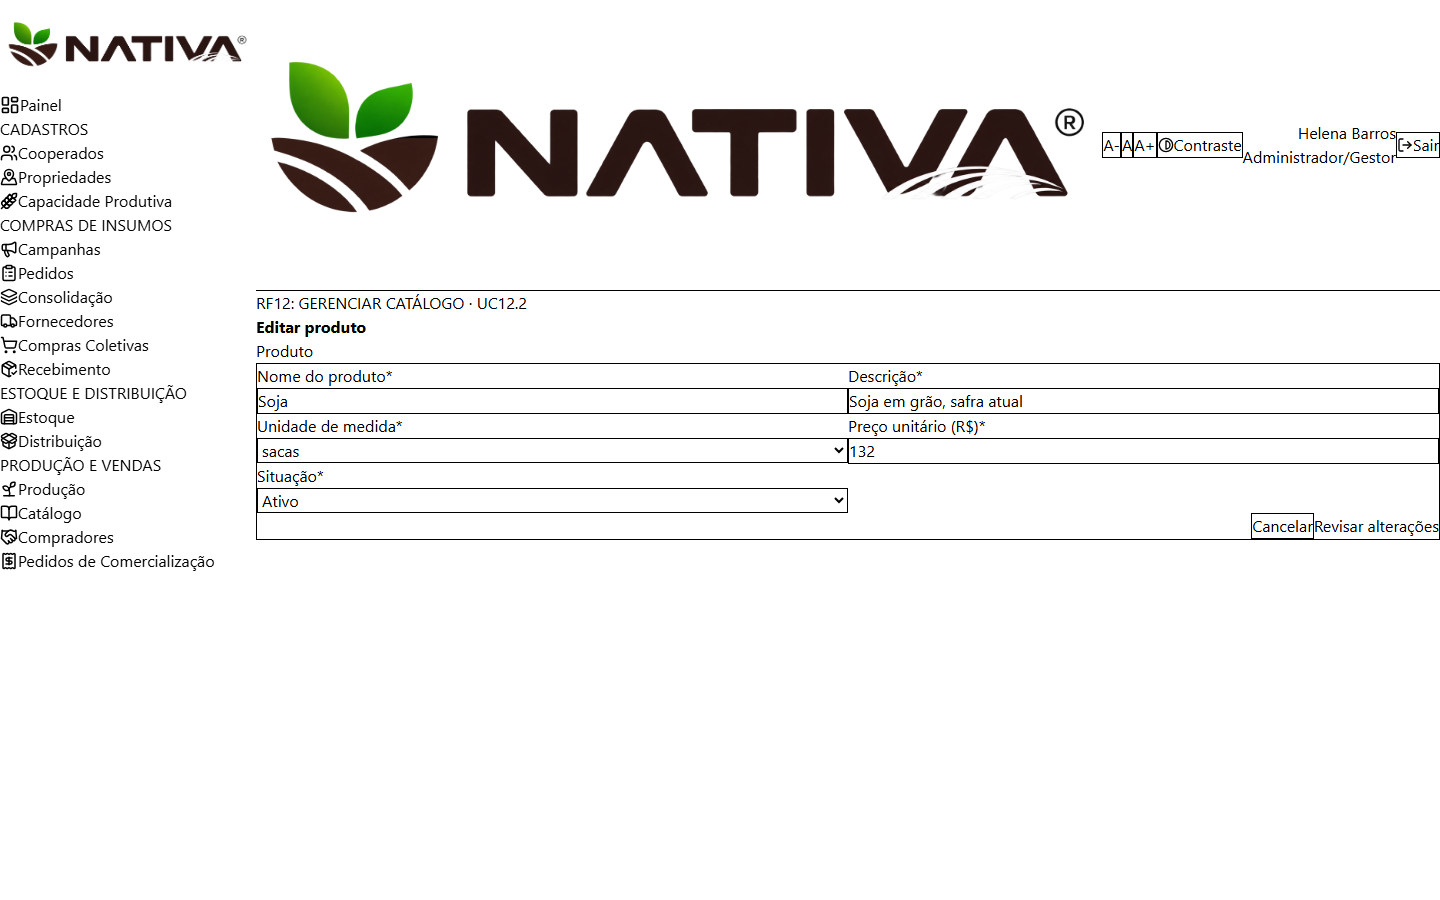 NATIVA®
Painel
CADASTROS
Cooperados
Propriedades
Capacidade Produtiva
COMPRAS DE INSUMOS
Campanhas
Pedidos
Consolidação
Fornecedores
Compras Coletivas
Recebimento
ESTOQUE E DISTRIBUIÇÃO
Estoque
Distribuição
PRODUÇÃO E VENDAS
Produção
Catálogo
Compradores
Pedidos de Comercialização
NATIVA®
A- A A+ Contraste
Helena Barros
Administrador/Gestor
Sair
RF12: GERENCIAR CATÁLOGO · UC12.2
Editar produto
Produto
Nome do produto*
Soja
Descrição*
Soja em grão, safra atual
Unidade de medida*
sacas
Preço unitário (R$)*
132
Situação*
Ativo
Cancelar
Revisar alterações